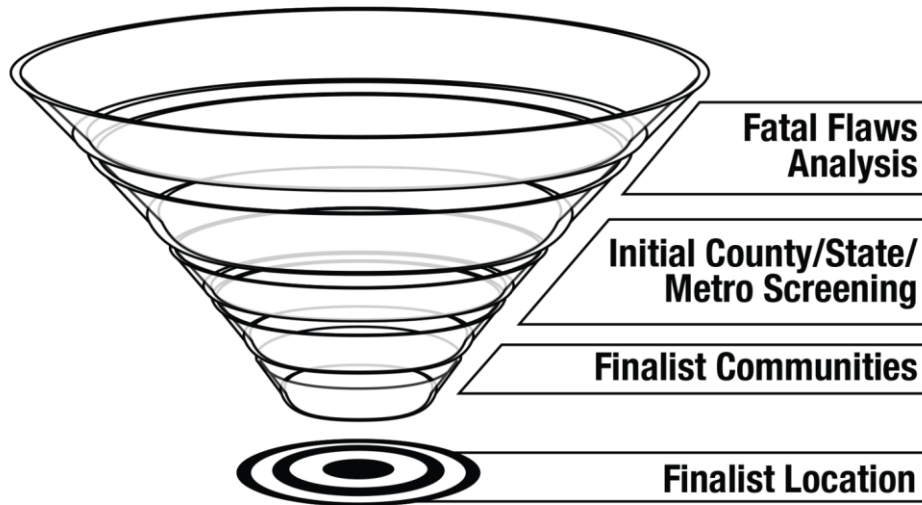 Fatal Flaws
Analysis
Initial County/State/
Metro Screening
Finalist Communities
Finalist Location